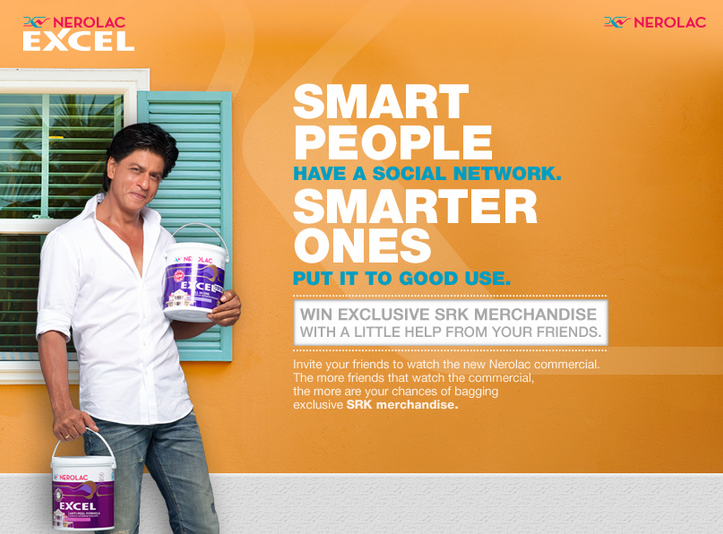 NEROLAC
EXCEL
NEROLAC
SMART
PEOPLE
HAVE A SOCIAL NETWORK.
SMARTER
ONES
PUT IT TO GOOD USE.
WIN EXCLUSIVE SRK MERCHANDISE
WITH A LITTLE HELP FROM YOUR FRIENDS.
Invite your friends to watch the new Nerolac commercial.
The more friends that watch the commercial,
the more are your chances of bagging
exclusive SRK merchandise.
NEROLAC
EXCEL
NEROLAC
EXCEL